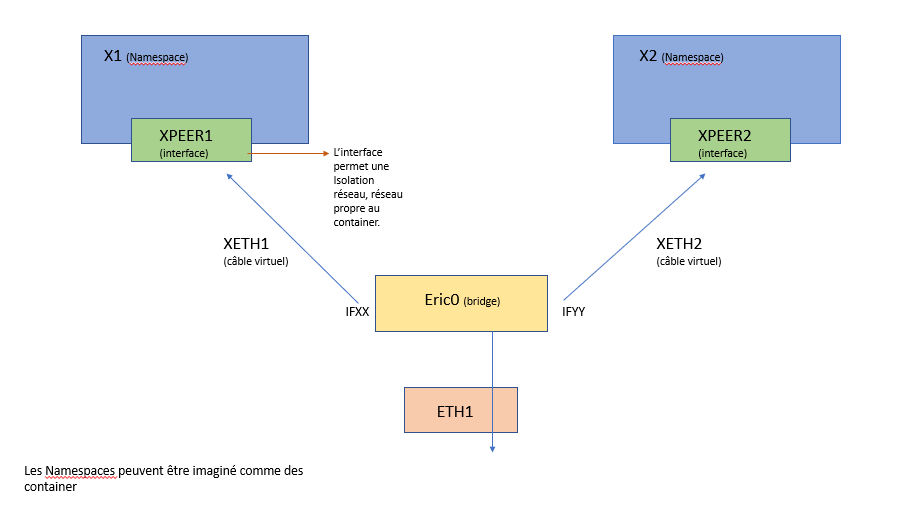 X1 (Namespace)
X2 (Namespace)
XPEER1
(interface)
XPEER2
(interface)
L'interface
permet une
Isolation
réseau, réseau
propre au
container.
XETH1
(câble virtuel)
XETH2
(câble virtuel)
IFXX
Eric0 (bridge)
IFYY
ETH1
Les Namespaces peuvent être imaginé comme des
container